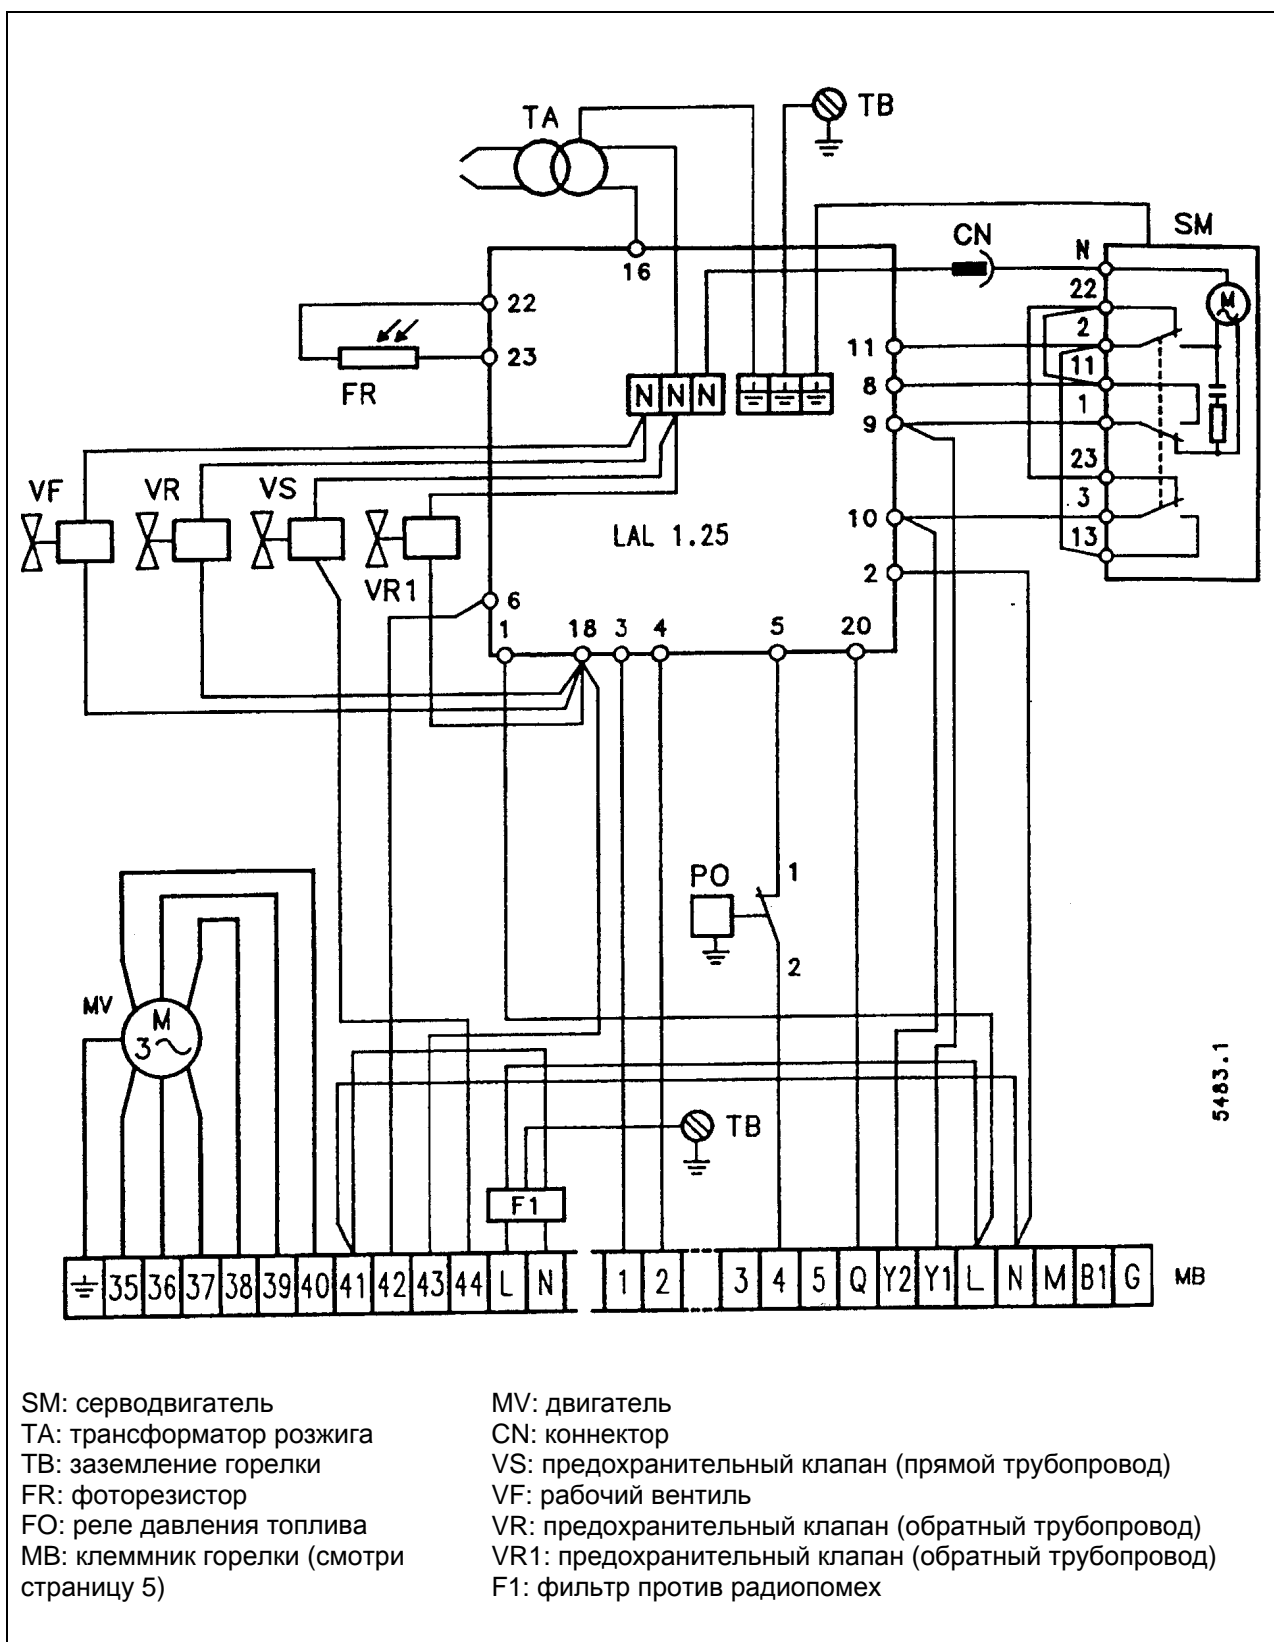 TA
TB
CN
SM
N
16
22
22
2
23
11
11
FR
N N N
8
1
9
23
VF
VR
VS
3
10
LAL 1.25
13
VR1
2
6
1
18
3
4
5
20
PO
1
2
MV
M
3~
M
~
TB
5483.1
F1
35 36 37 38 39 40 41 42 43 44 L N 1 2 3 4 5 Q Y2 Y1 L N M B1 G MB
SM: серводвигатель
TA: трансформатор розжига
TB: заземление горелки
FR: фоторезистор
FO: реле давления топлива
MB: клеммник горелки (смотри
страницу 5)
MV: двигатель
CN: коннектор
VS: предохранительный клапан (прямой трубопровод)
VF: рабочий вентиль
VR: предохранительный клапан (обратный трубопровод)
VR1: предохранительный клапан (обратный трубопровод)
F1: фильтр против радиопомех